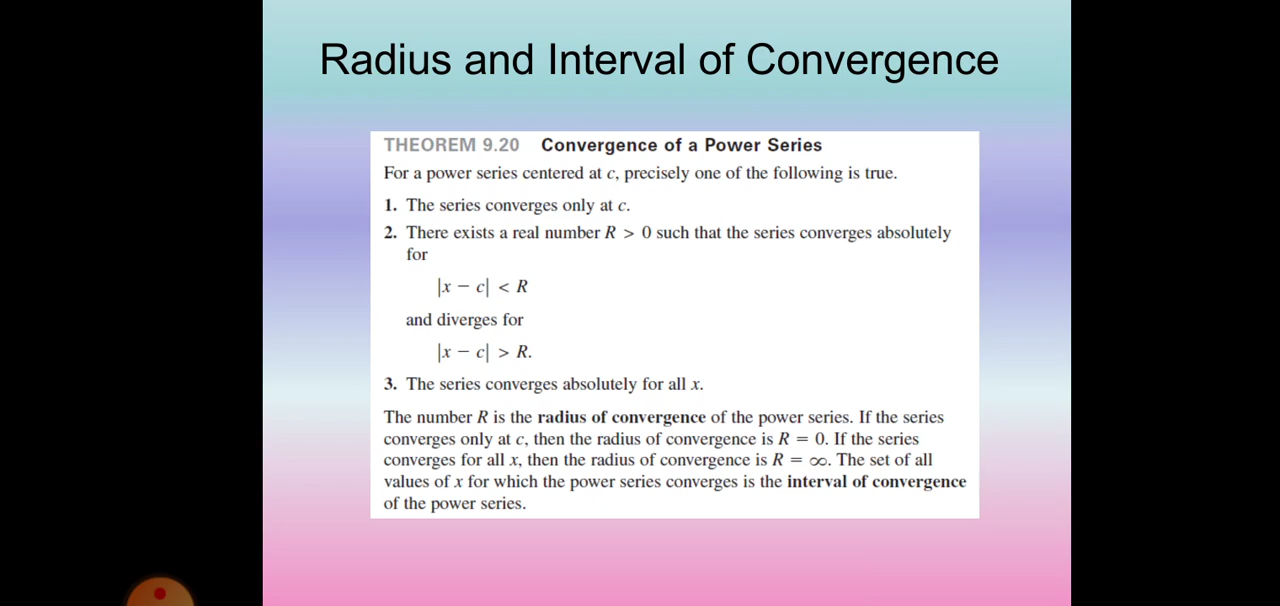 Radius and Interval of Convergence
THEOREM 9.20 Convergence of a Power Series
For a power series centered at c, precisely one of the following is true.
1. The series converges only at c.
2. There exists a real number R > 0 such that the series converges absolutely
for
|x − c| < R
and diverges for
|x − c| > R.
3. The series converges absolutely for all x.
The number R is the radius of convergence of the power series. If the series
converges only at c, then the radius of convergence is R = 0. If the series
converges for all x, then the radius of convergence is R = ∞. The set of all
values of x for which the power series converges is the interval of convergence
of the power series.